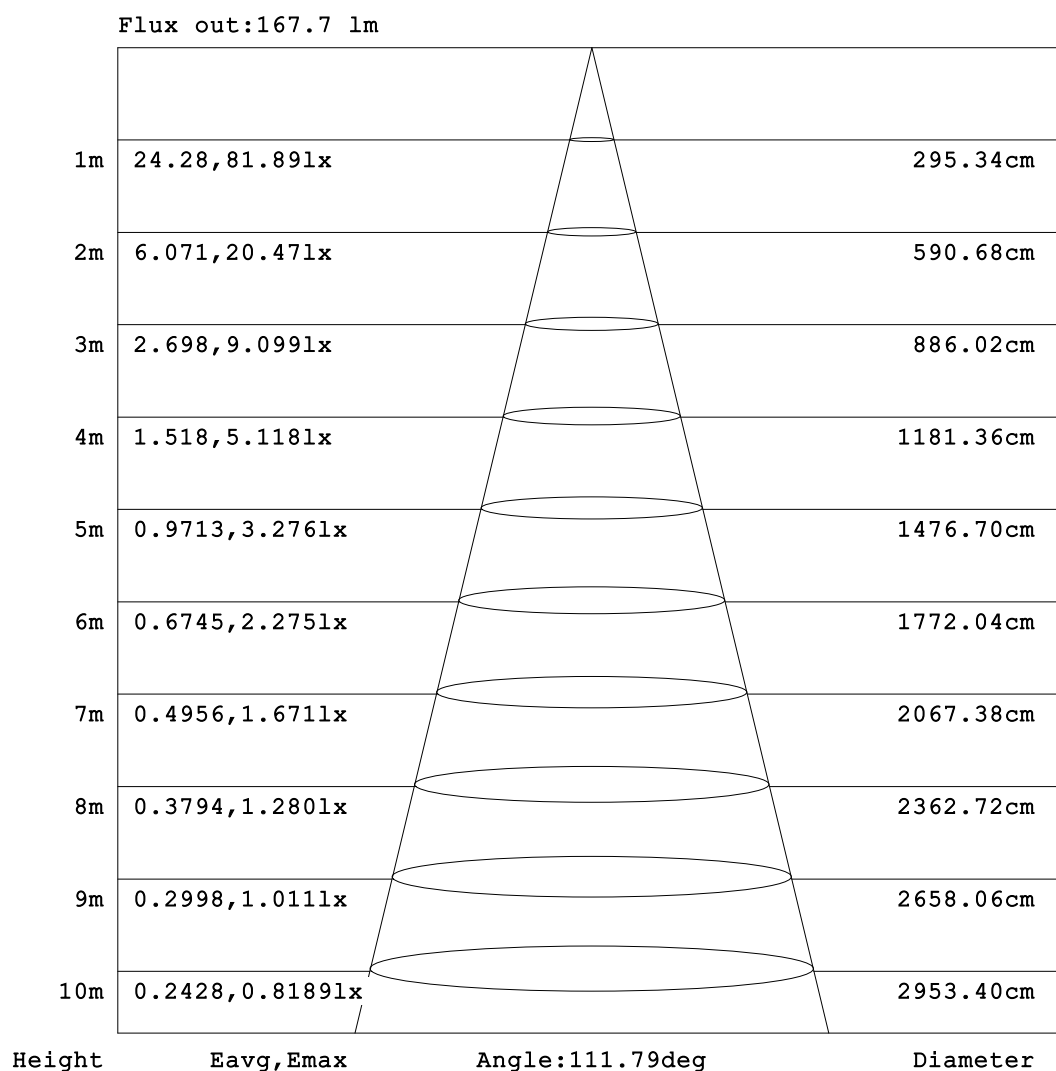 Flux out:167.7 lm
1m 24.28,81.89lx 295.34cm
2m 6.071,20.47lx 590.68cm
3m 2.698,9.099lx 886.02cm
4m 1.518,5.118lx 1181.36cm
5m 0.9713,3.276lx 1476.70cm
6m 0.6745,2.275lx 1772.04cm
7m 0.4956,1.671lx 2067.38cm
8m 0.3794,1.280lx 2362.72cm
9m 0.2998,1.011lx 2658.06cm
10m 0.2428,0.8189lx 2953.40cm
Height Eavg,Emax Angle:111.79deg Diameter